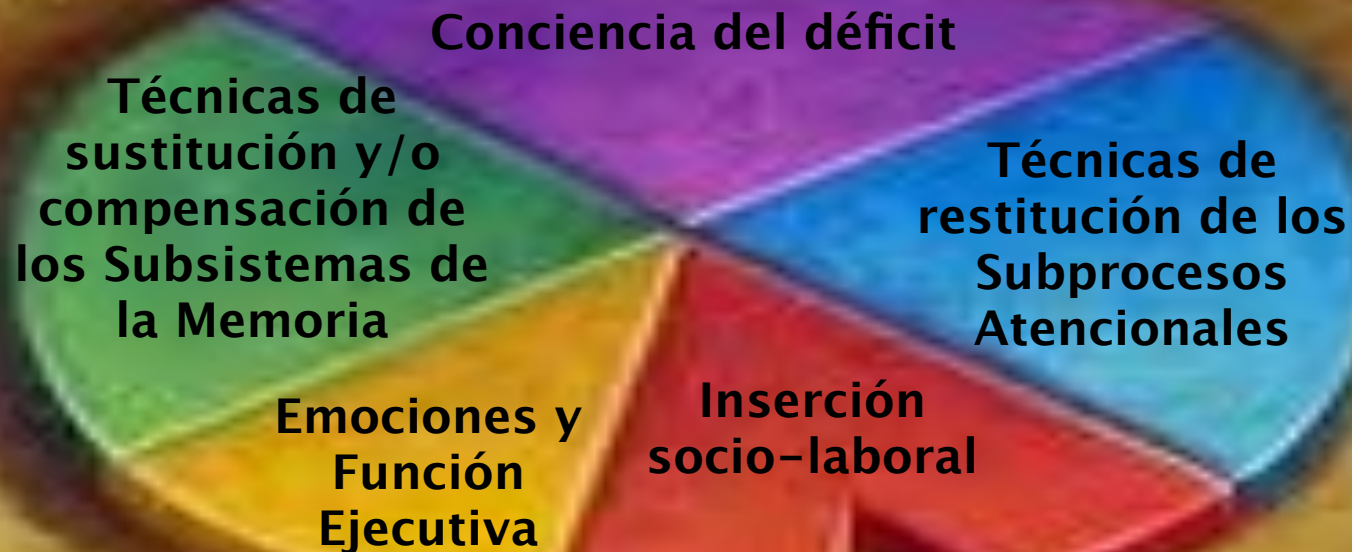 Conciencia del déficit
Técnicas de
sustitución y/o
compensación de
los Subsistemas de
la Memoria
Técnicas de
restitución de los
Subprocesos
Atencionales
Emociones y
Función
Ejecutiva
Inserción
socio-laboral